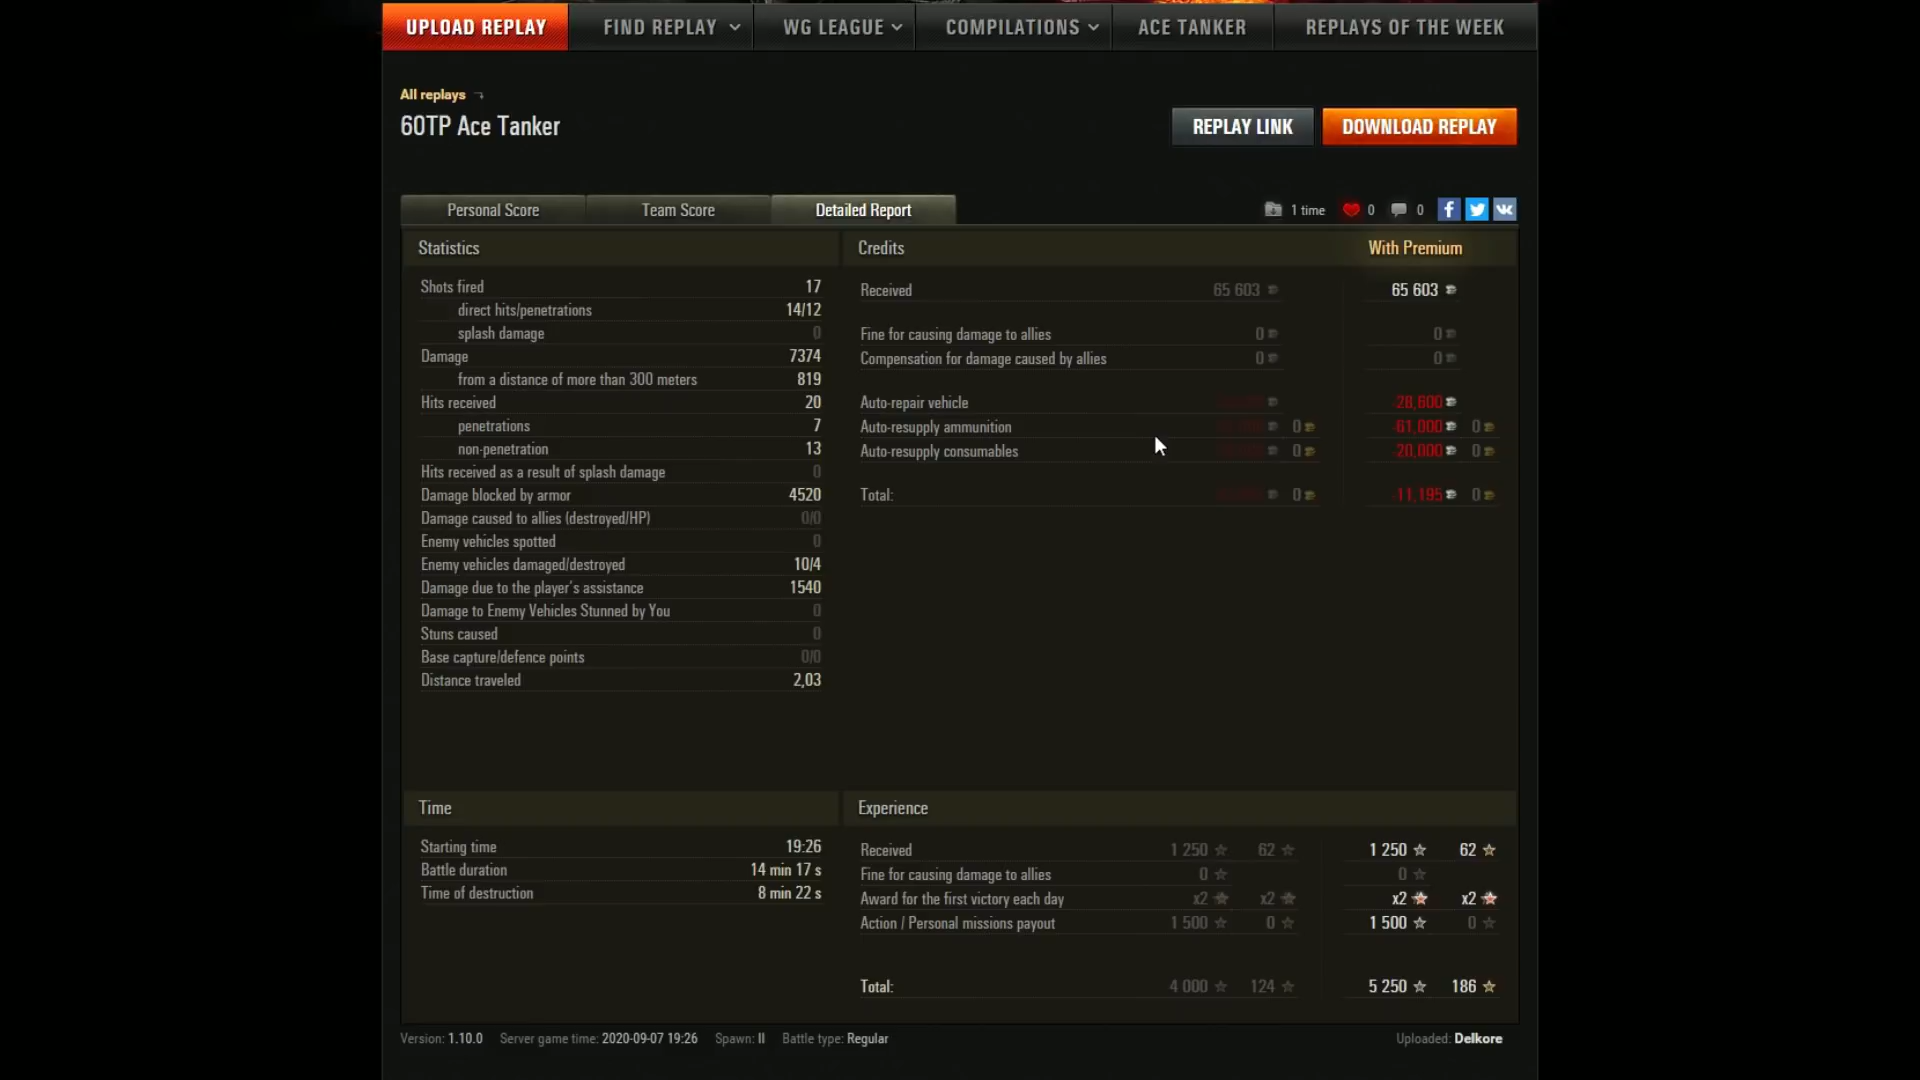 UPLOAD REPLAY FIND REPLAY WG LEAGUE COMPILATIONS ACE TANKER REPLAYS OF THE WEEK
All replays
60TP Ace Tanker
REPLAY LINK DOWNLOAD REPLAY
Personal Score Team Score Detailed Report 1 time 0 0
Statistics
Shots fired 17
direct hits/penetrations 14/12
splash damage 0
Damage 7374
from a distance of more than 300 meters 819
Hits received 20
penetrations 7
non-penetration 13
Hits received as a result of splash damage 0
Damage blocked by armor 4520
Damage caused to allies (destroyed/HP) 0/0
Enemy vehicles spotted 0
Enemy vehicles damaged/destroyed 10/4
Damage due to the player's assistance 1540
Damage to Enemy Vehicles Stunned by You 0
Stuns caused 0
Base capture/defence points 0/0
Distance traveled 2,03
Credits With Premium
Received 65 603 65 603
Fine for causing damage to allies 0 0
Compensation for damage caused by allies 0 0
Auto-repair vehicle -28,600
Auto-resupply ammunition 0 -61,000 0
Auto-resupply consumables 0 -20,000 0
Total: 0 -11,195 0
Time
Starting time 19:26
Battle duration 14 min 17 s
Time of destruction 8 min 22 s
Experience
Received 1 250 62 1 250 62
Fine for causing damage to allies 0 0
Award for the first victory each day x2 x2 x2 x2
Action / Personal missions payout 1 500 0 1 500 0
Total: 4 000 124 5 250 186
Version: 1.10.0 Server game time: 2020-09-07 19:26 Spawn: II Battle type: Regular Uploaded: Delkore